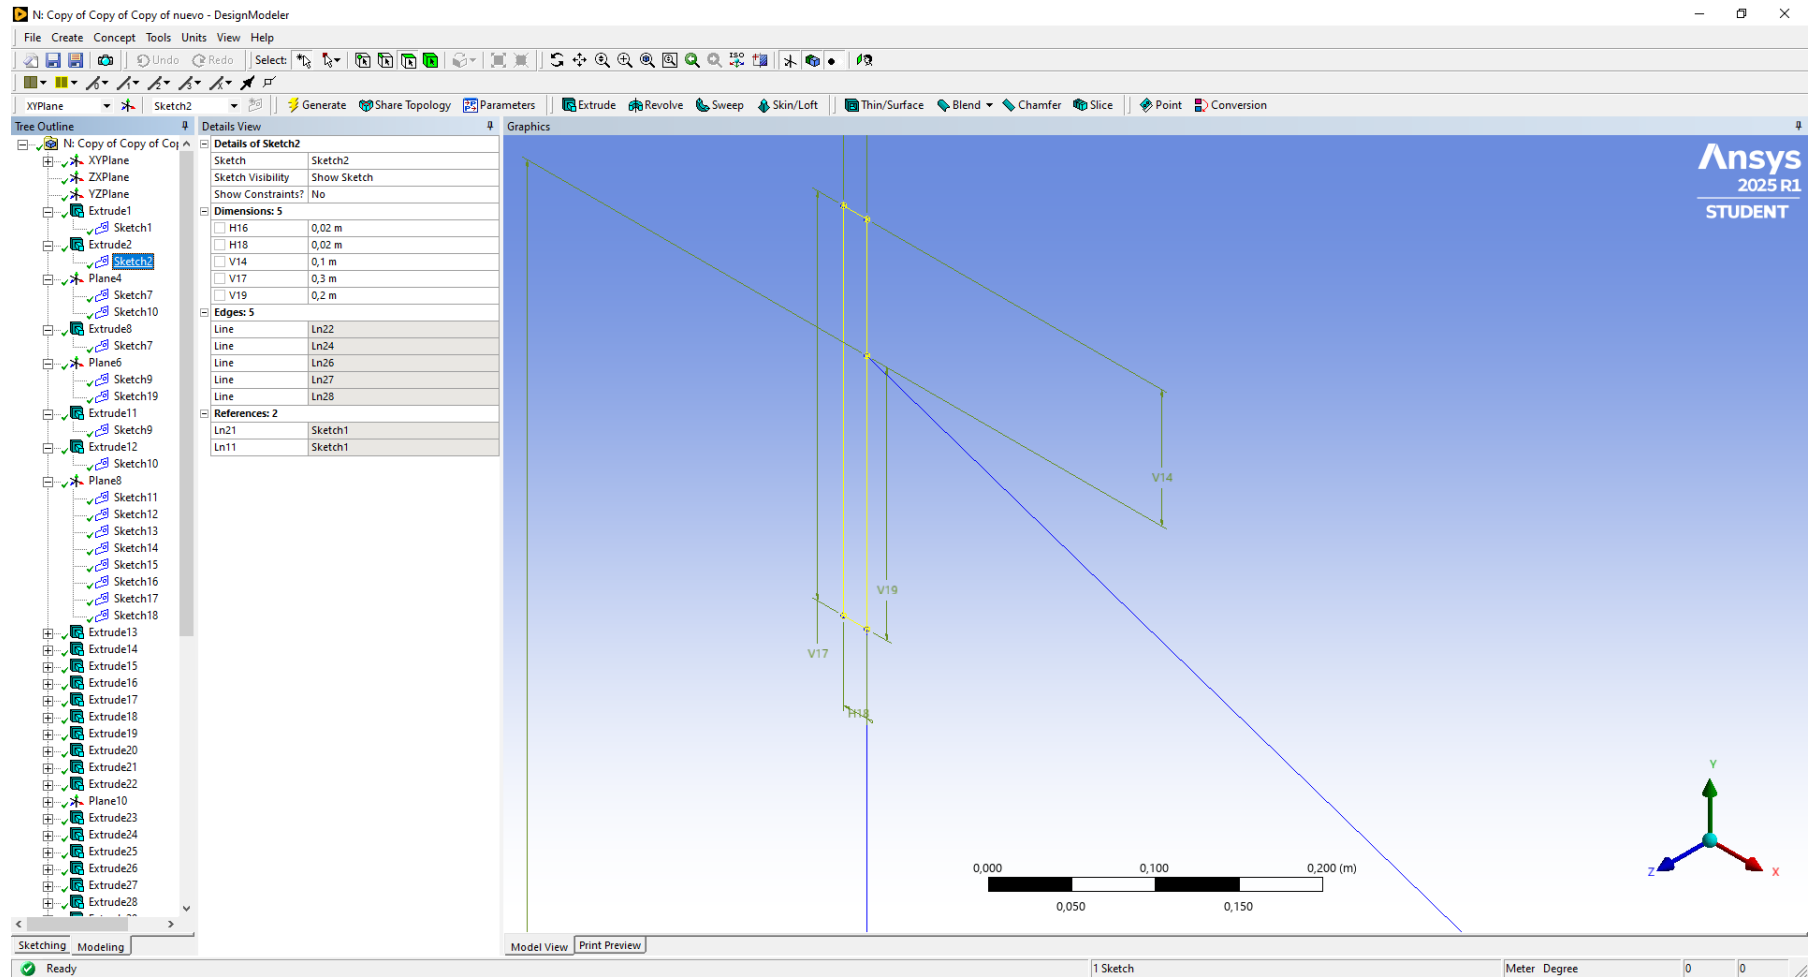 N: Copy of Copy of Copy of nuevo - DesignModeler
File Create Concept Tools Units View Help
Undo Redo Select: ISO
XYPlane Sketch2 Generate Share Topology Parameters Extrude Revolve Sweep Skin/Loft Thin/Surface Blend Chamfer Slice Point Conversion
Tree Outline
N: Copy of Copy of Cop
XYPlane
ZXPlane
YZPlane
Extrude1
Sketch1
Extrude2
Sketch2
Plane4
Sketch7
Sketch10
Extrude8
Sketch7
Plane6
Sketch9
Sketch19
Extrude11
Sketch9
Extrude12
Sketch10
Plane8
Sketch11
Sketch12
Sketch13
Sketch14
Sketch15
Sketch16
Sketch17
Sketch18
Extrude13
Extrude14
Extrude15
Extrude16
Extrude17
Extrude18
Extrude19
Extrude20
Extrude21
Extrude22
Plane10
Extrude23
Extrude24
Extrude25
Extrude26
Extrude27
Extrude28
Sketching Modeling
Details View
Details of Sketch2
Sketch Sketch2
Sketch Visibility Show Sketch
Show Constraints? No
Dimensions: 5
H16 0,02 m
H18 0,02 m
V14 0,1 m
V17 0,3 m
V19 0,2 m
Edges: 5
Line Ln22
Line Ln24
Line Ln26
Line Ln27
Line Ln28
References: 2
Ln21 Sketch1
Ln11 Sketch1
Graphics
Ansys
2025 R1
STUDENT
V14
V19
V17
H18
Y
Z X
0,000 0,100 0,200 (m)
0,050 0,150
Model View Print Preview
Ready 1 Sketch Meter Degree 0 0